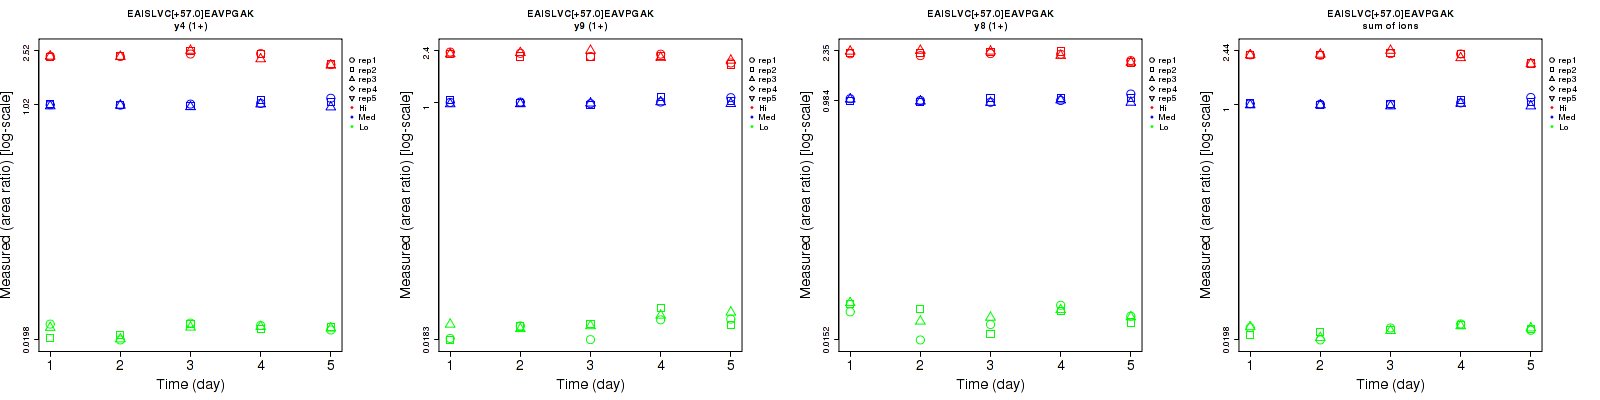 EAISLVC[+57.0]EAVPGAK
y4 (1+)
Measured (area ratio) [log-scale]
2.52
1.02
0.0198
1 2 3 4 5
Time (day)
rep1
rep2
rep3
rep4
rep5
Hi
Med
Lo
EAISLVC[+57.0]EAVPGAK
y9 (1+)
Measured (area ratio) [log-scale]
2.4
1
0.0183
1 2 3 4 5
Time (day)
rep1
rep2
rep3
rep4
rep5
Hi
Med
Lo
EAISLVC[+57.0]EAVPGAK
y8 (1+)
Measured (area ratio) [log-scale]
2.35
0.984
0.0152
1 2 3 4 5
Time (day)
rep1
rep2
rep3
rep4
rep5
Hi
Med
Lo
EAISLVC[+57.0]EAVPGAK
sum of ions
Measured (area ratio) [log-scale]
2.44
1
0.0198
1 2 3 4 5
Time (day)
rep1
rep2
rep3
rep4
rep5
Hi
Med
Lo